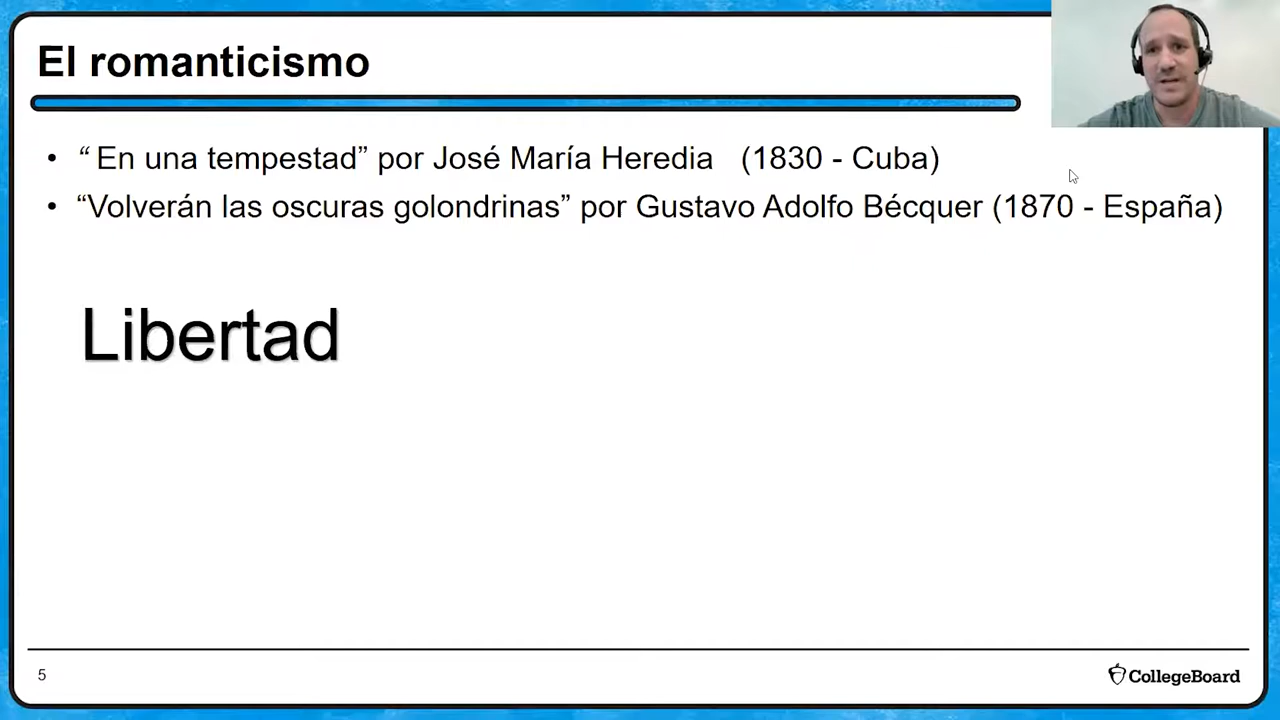 El romanticismo
• “ En una tempestad” por José María Heredia (1830 - Cuba)
• “Volverán las oscuras golondrinas” por Gustavo Adolfo Bécquer (1870 - España)
Libertad
5
CollegeBoard